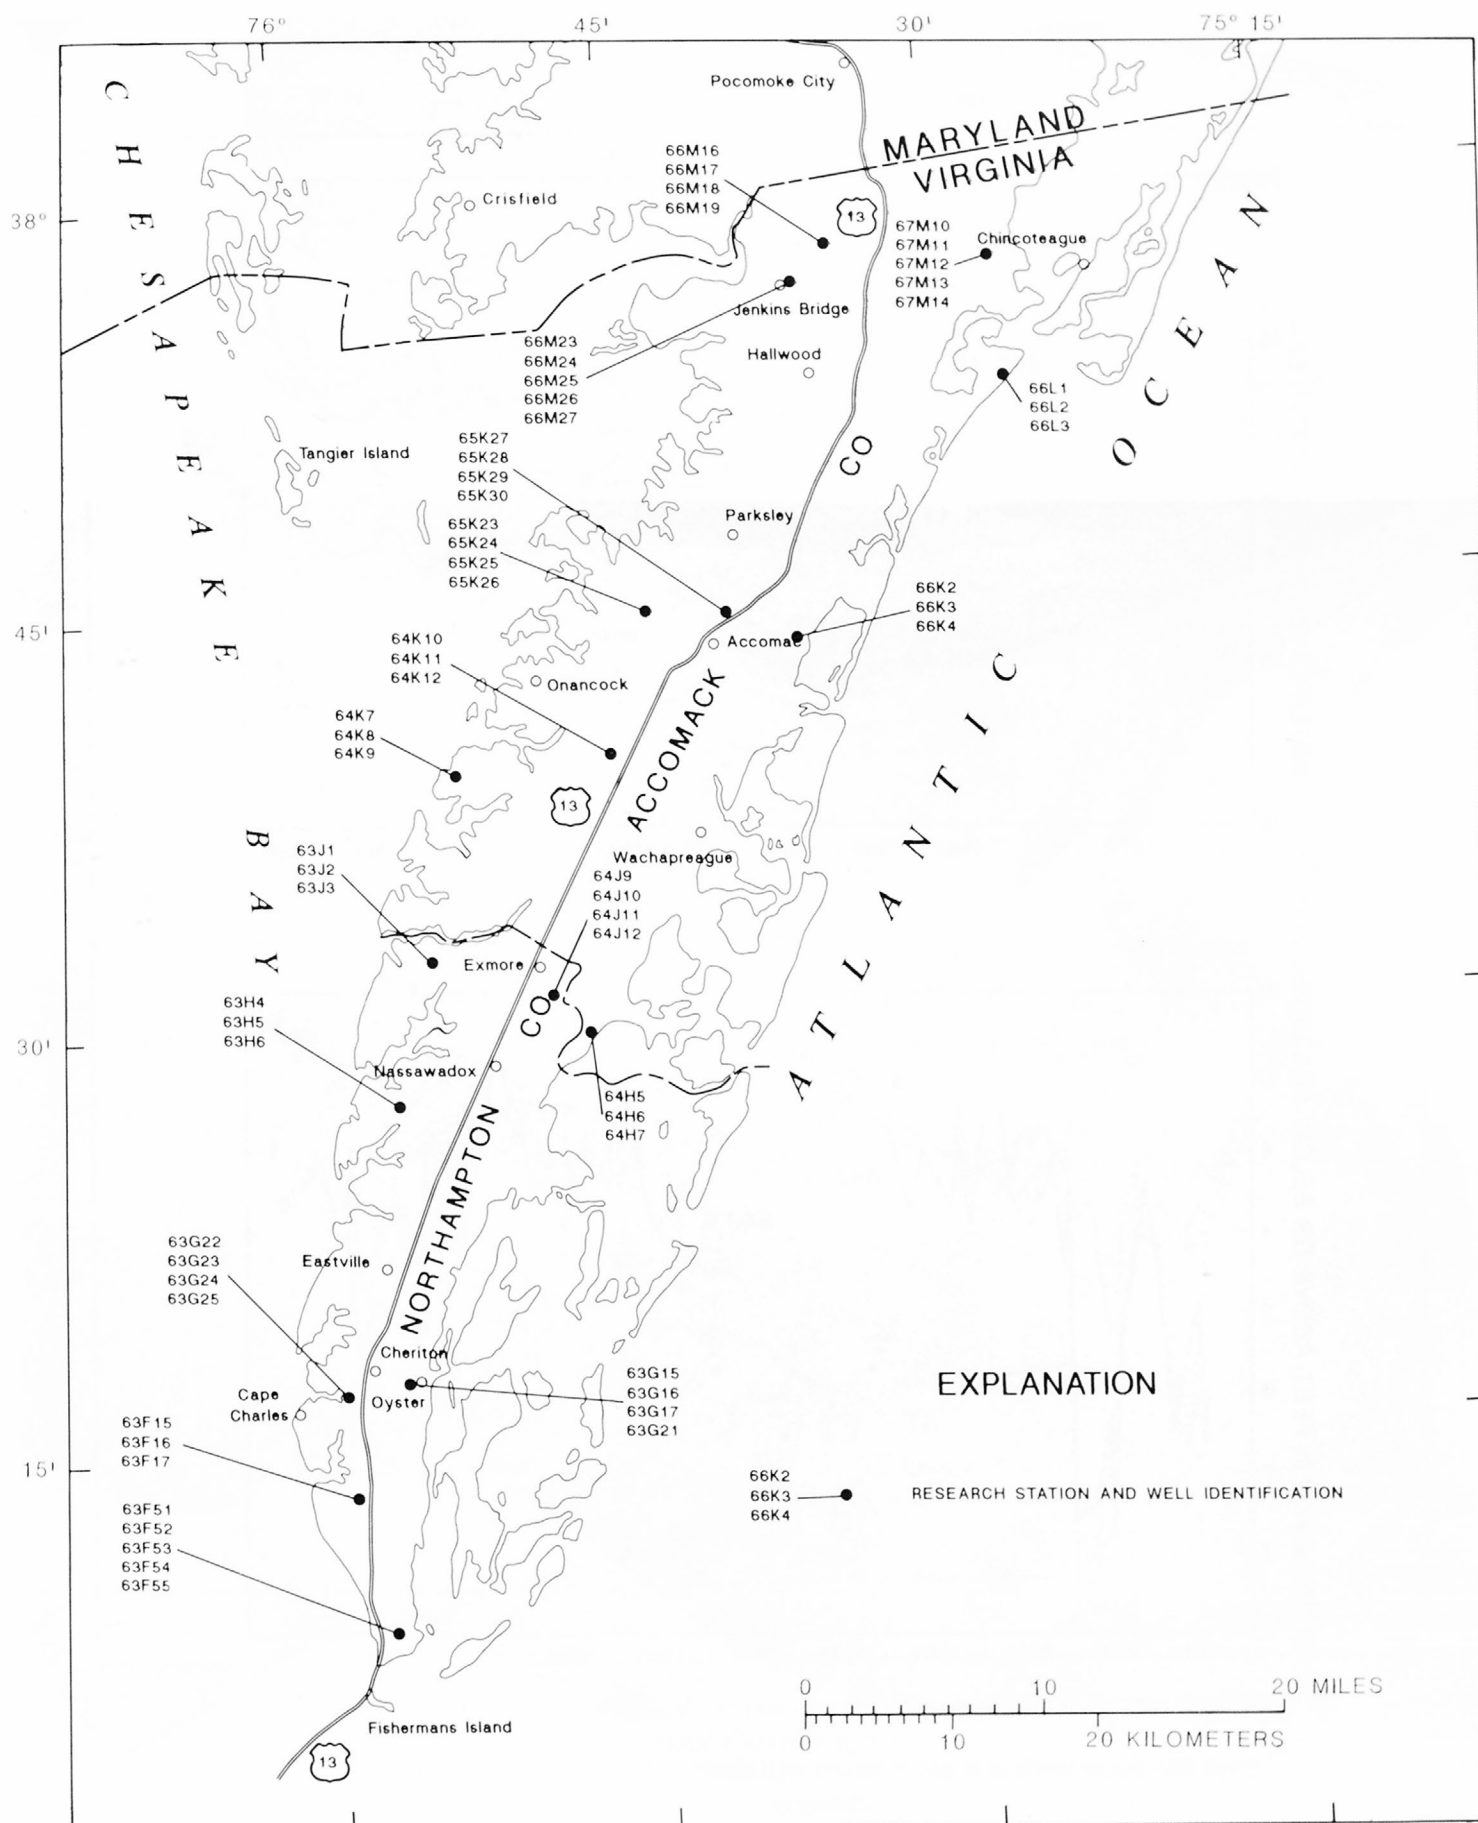 76°
45'
30'
75° 15'
Pocomoke City
MARYLAND
VIRGINIA
66M16
66M17
66M18
66M19
Crisfield
38°
13
67M10
67M11
67M12
67M13
67M14
Chincoteague
Jenkins Bridge
Hallwood
66M23
66M24
66M25
66M26
66M27
66L1
66L2
66L3
CHESAPEAKE BAY
ATLANTIC OCEAN
Tangier Island
65K27
65K28
65K29
65K30
CO
Parksley
65K23
65K24
65K25
65K26
66K2
66K3
66K4
45'
Accomac
64K10
64K11
64K12
Onancock
ACCOMACK
64K7
64K8
64K9
13
Wachapreague
63J1
63J2
63J3
64J9
64J10
64J11
64J12
Exmore
63H4
63H5
63H6
CO
30'
Nassawadox
64H5
64H6
64H7
NORTHAMPTON
63G22
63G23
63G24
63G25
Eastville
Cheriton
63G15
63G16
63G17
63G21
Cape
Charles
Oyster
EXPLANATION
63F15
63F16
63F17
15'
66K2
66K3
66K4
RESEARCH STATION AND WELL IDENTIFICATION
63F51
63F52
63F53
63F54
63F55
0 10 20 MILES
0 10 20 KILOMETERS
Fishermans Island
13